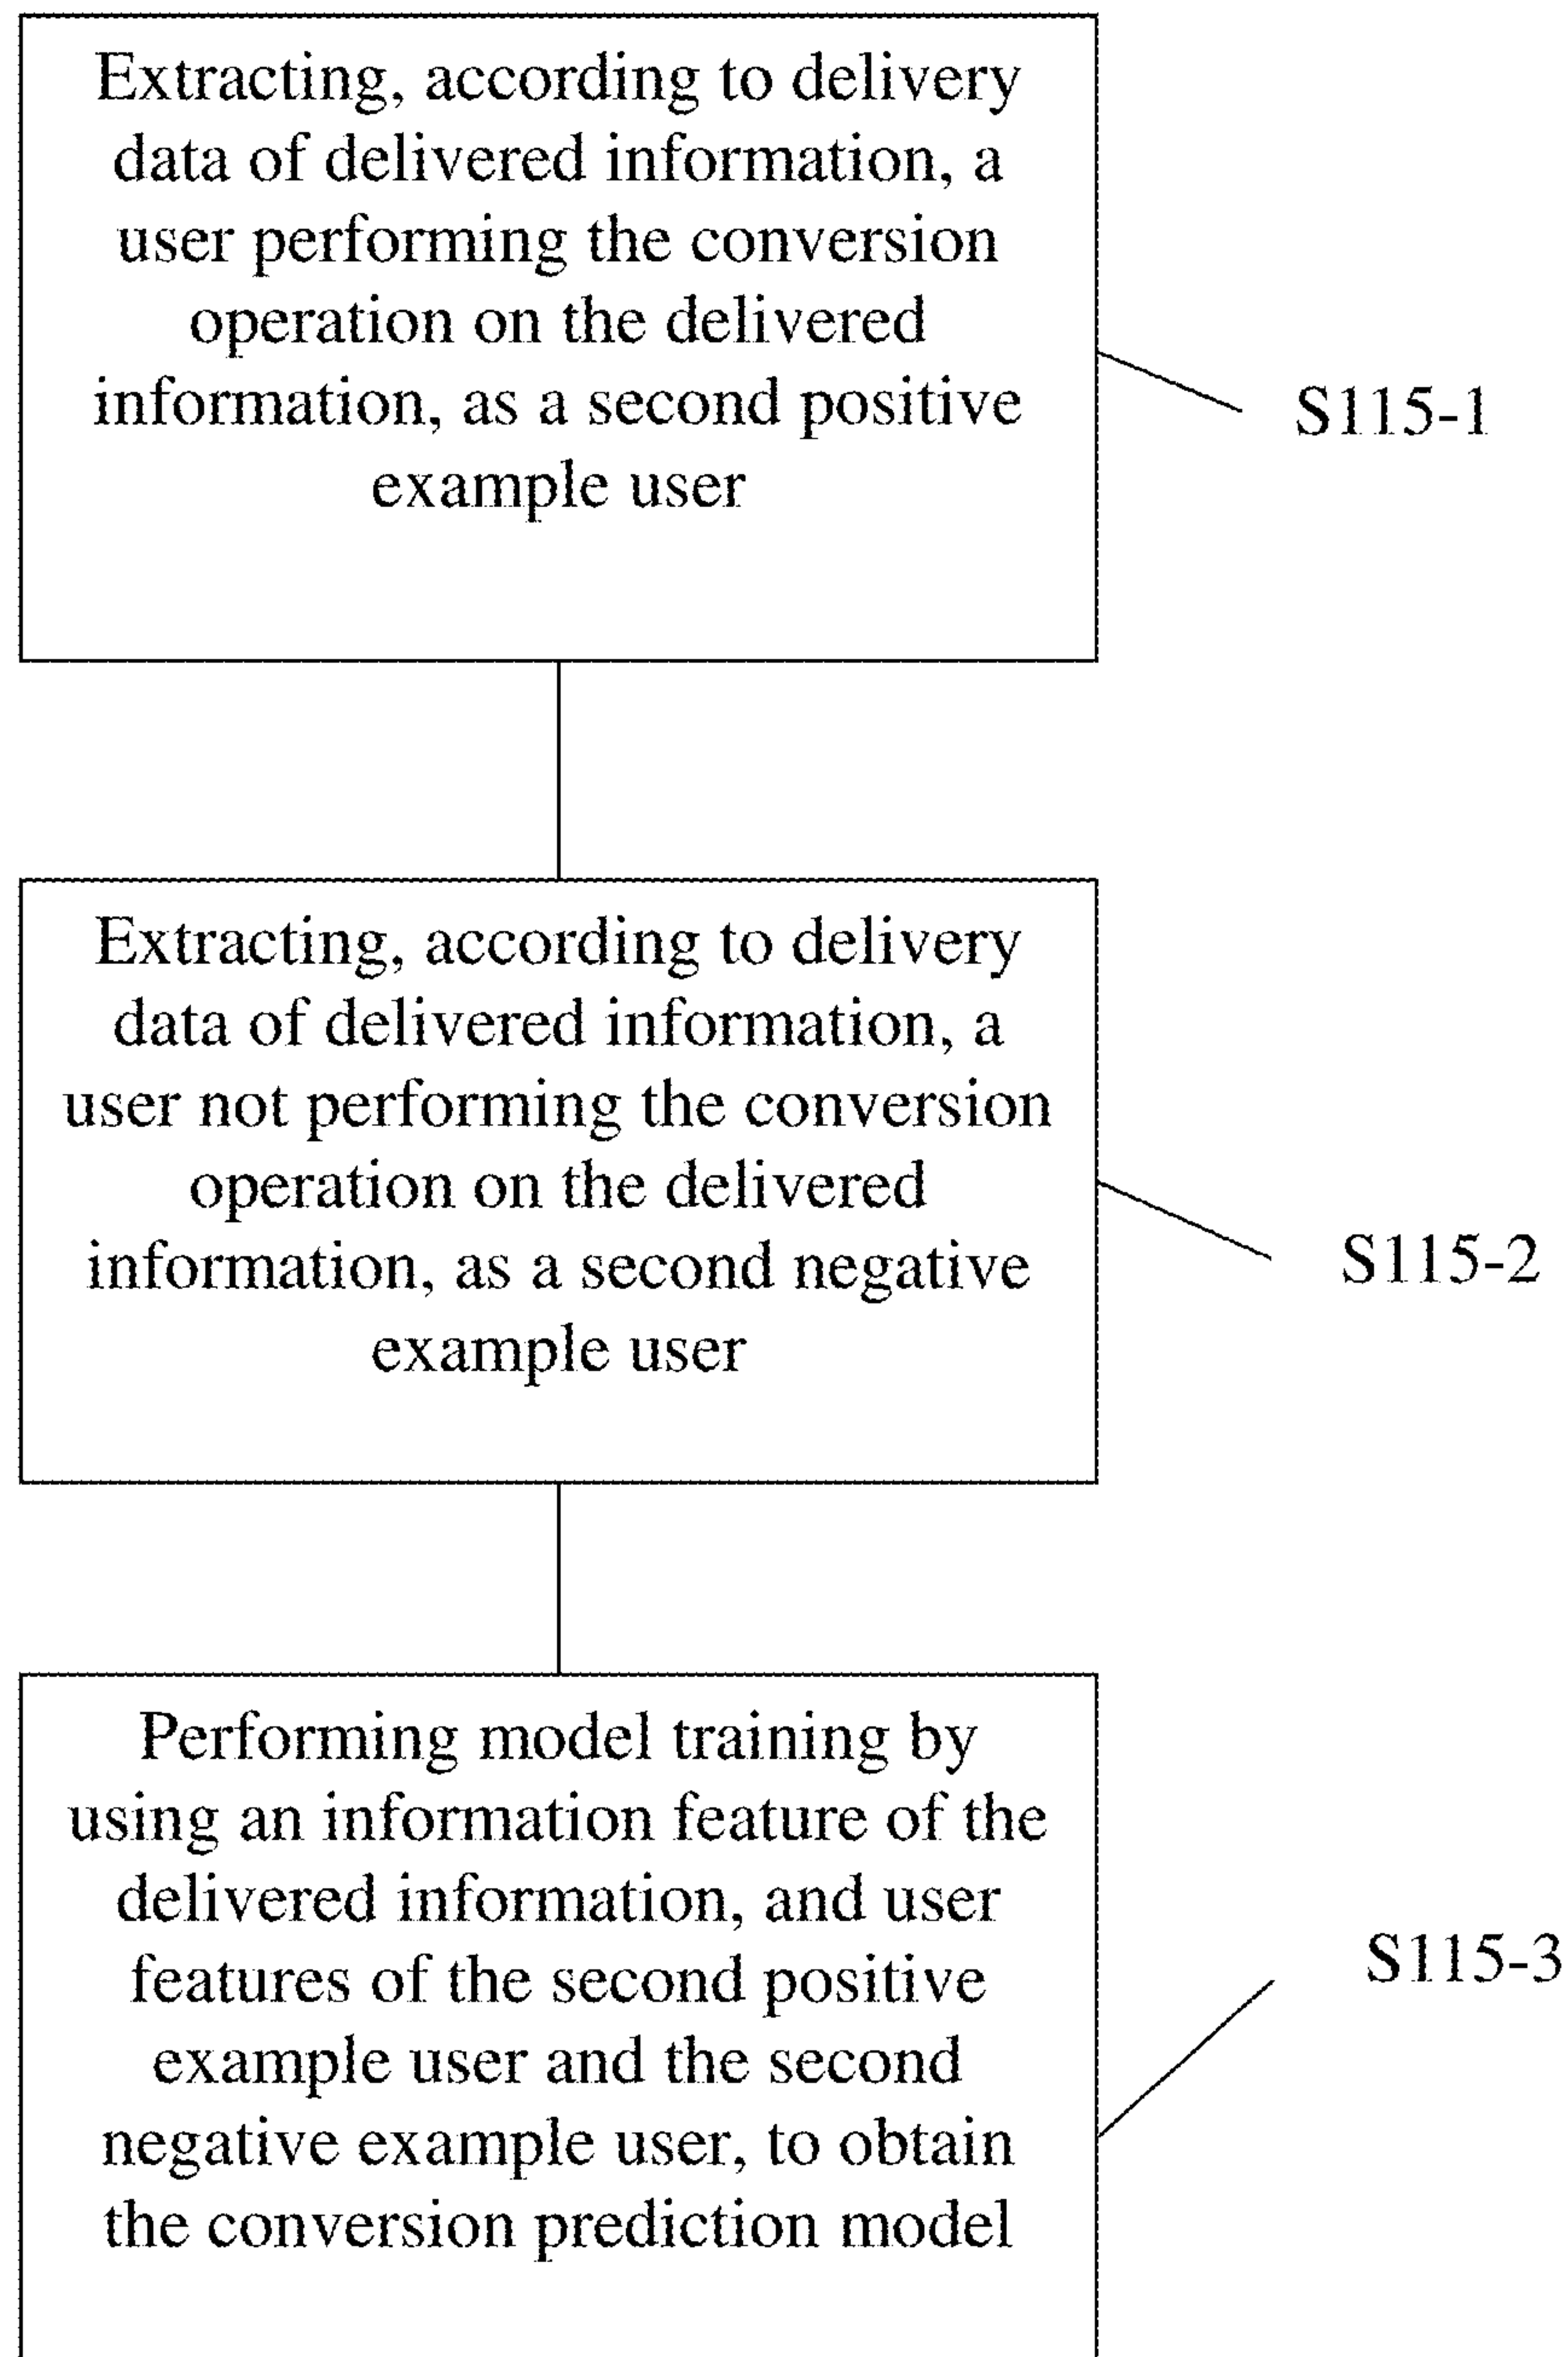 Extracting, according to delivery
data of delivered information, a
user performing the conversion
operation on the delivered
information, as a second positive
example user
S115-1
Extracting, according to delivery
data of delivered information, a
user not performing the conversion
operation on the delivered
information, as a second negative
example user
S115-2
Performing model training by
using an information feature of the
delivered information, and user
features of the second positive
example user and the second
negative example user, to obtain
the conversion prediction model
S115-3